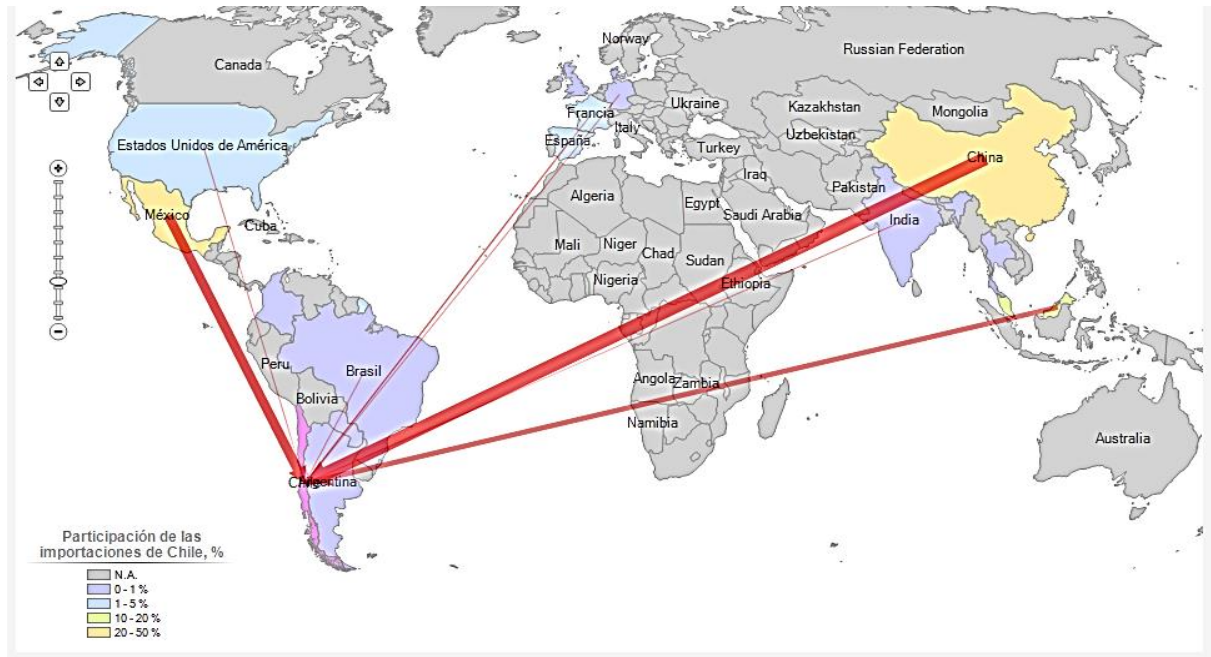 Norway
Russian Federation
Canada
Ukraine
Kazakhstan
Mongolia
Francia
Italy
Uzbekistan
Estados Unidos de América
España
Turkey
China
Iraq
Pakistan
Algeria
Egypt
México
Cuba
Saudi Arabia
India
Mali
Niger
Chad
Sudan
Nigeria
Ethiopia
Peru
Brasil
Bolivia
Angola
Zambia
Namibia
Australia
Chile
Argentina
Participación de las
importaciones de Chile, %
N.A.
0 - 1 %
1 - 5 %
10 - 20 %
20 - 50 %